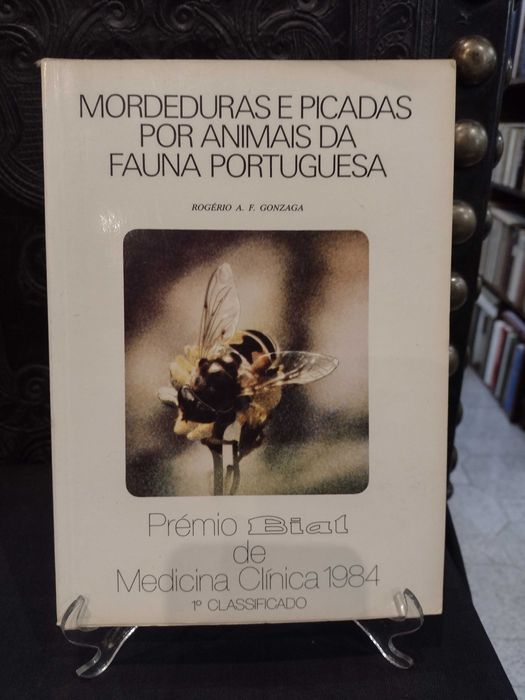 MORDEDURAS E PICADAS
POR ANIMAIS DA
FAUNA PORTUGUESA
ROGÉRIO A. F. GONZAGA
Prémio Bial
de
Medicina Clínica 1984
1º CLASSIFICADO